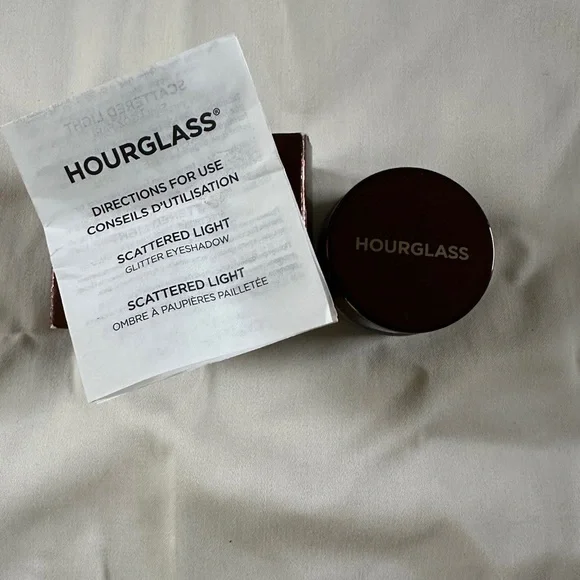 HOURGLASS®
DIRECTIONS FOR USE
CONSEILS D'UTILISATION
SCATTERED LIGHT
GLITTER EYESHADOW
SCATTERED LIGHT
OMBRE À PAUPIÈRES PAILLETÉE
HOURGLASS